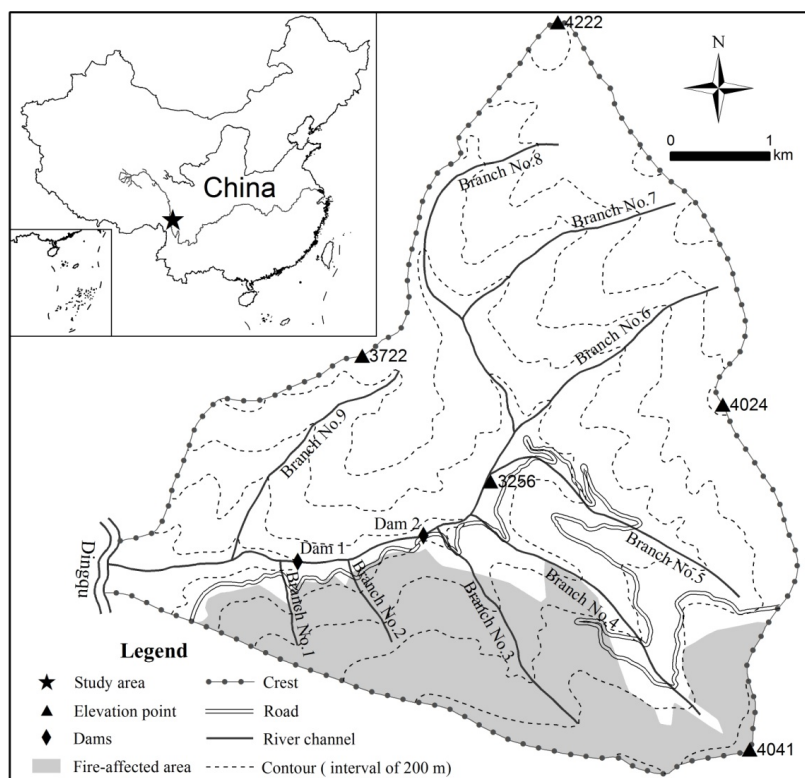 4222
N
0 1
km
China
Branch No.8
Branch No.7
Branch No.6
3722
4024
Branch No.9
3256
Dam 2
Dam 1
Dingqu
Branch No.5
Branch No.1
Branch No.2
Branch No.3
Branch No.4
4041
Legend
Study area
Crest
Elevation point
Road
Dams
River channel
Fire-affected area
Contour ( interval of 200 m)